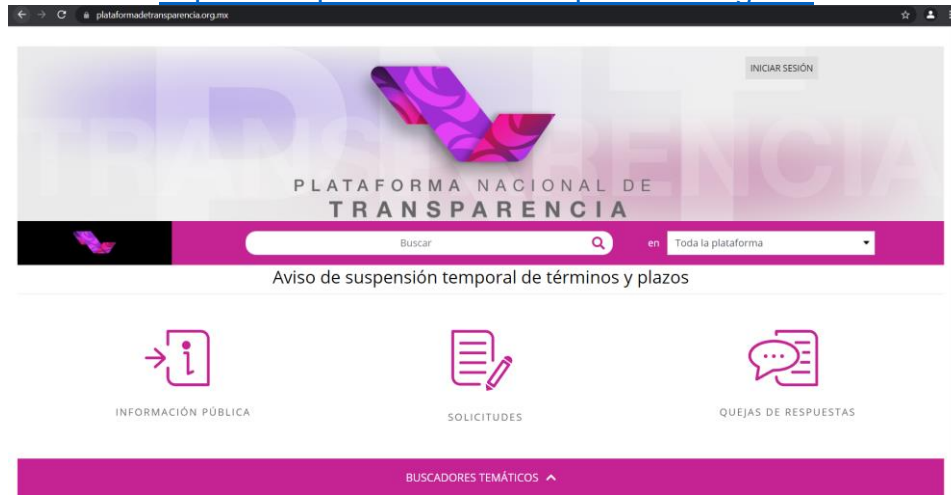 plataformadetransparencia.org.mx
INICIAR SESIÓN
PLATAFORMA NACIONAL DE
TRANSPARENCIA
Buscar
en
Toda la plataforma
Aviso de suspensión temporal de términos y plazos
INFORMACIÓN PÚBLICA
SOLICITUDES
QUEJAS DE RESPUESTAS
BUSCADORES TEMÁTICOS